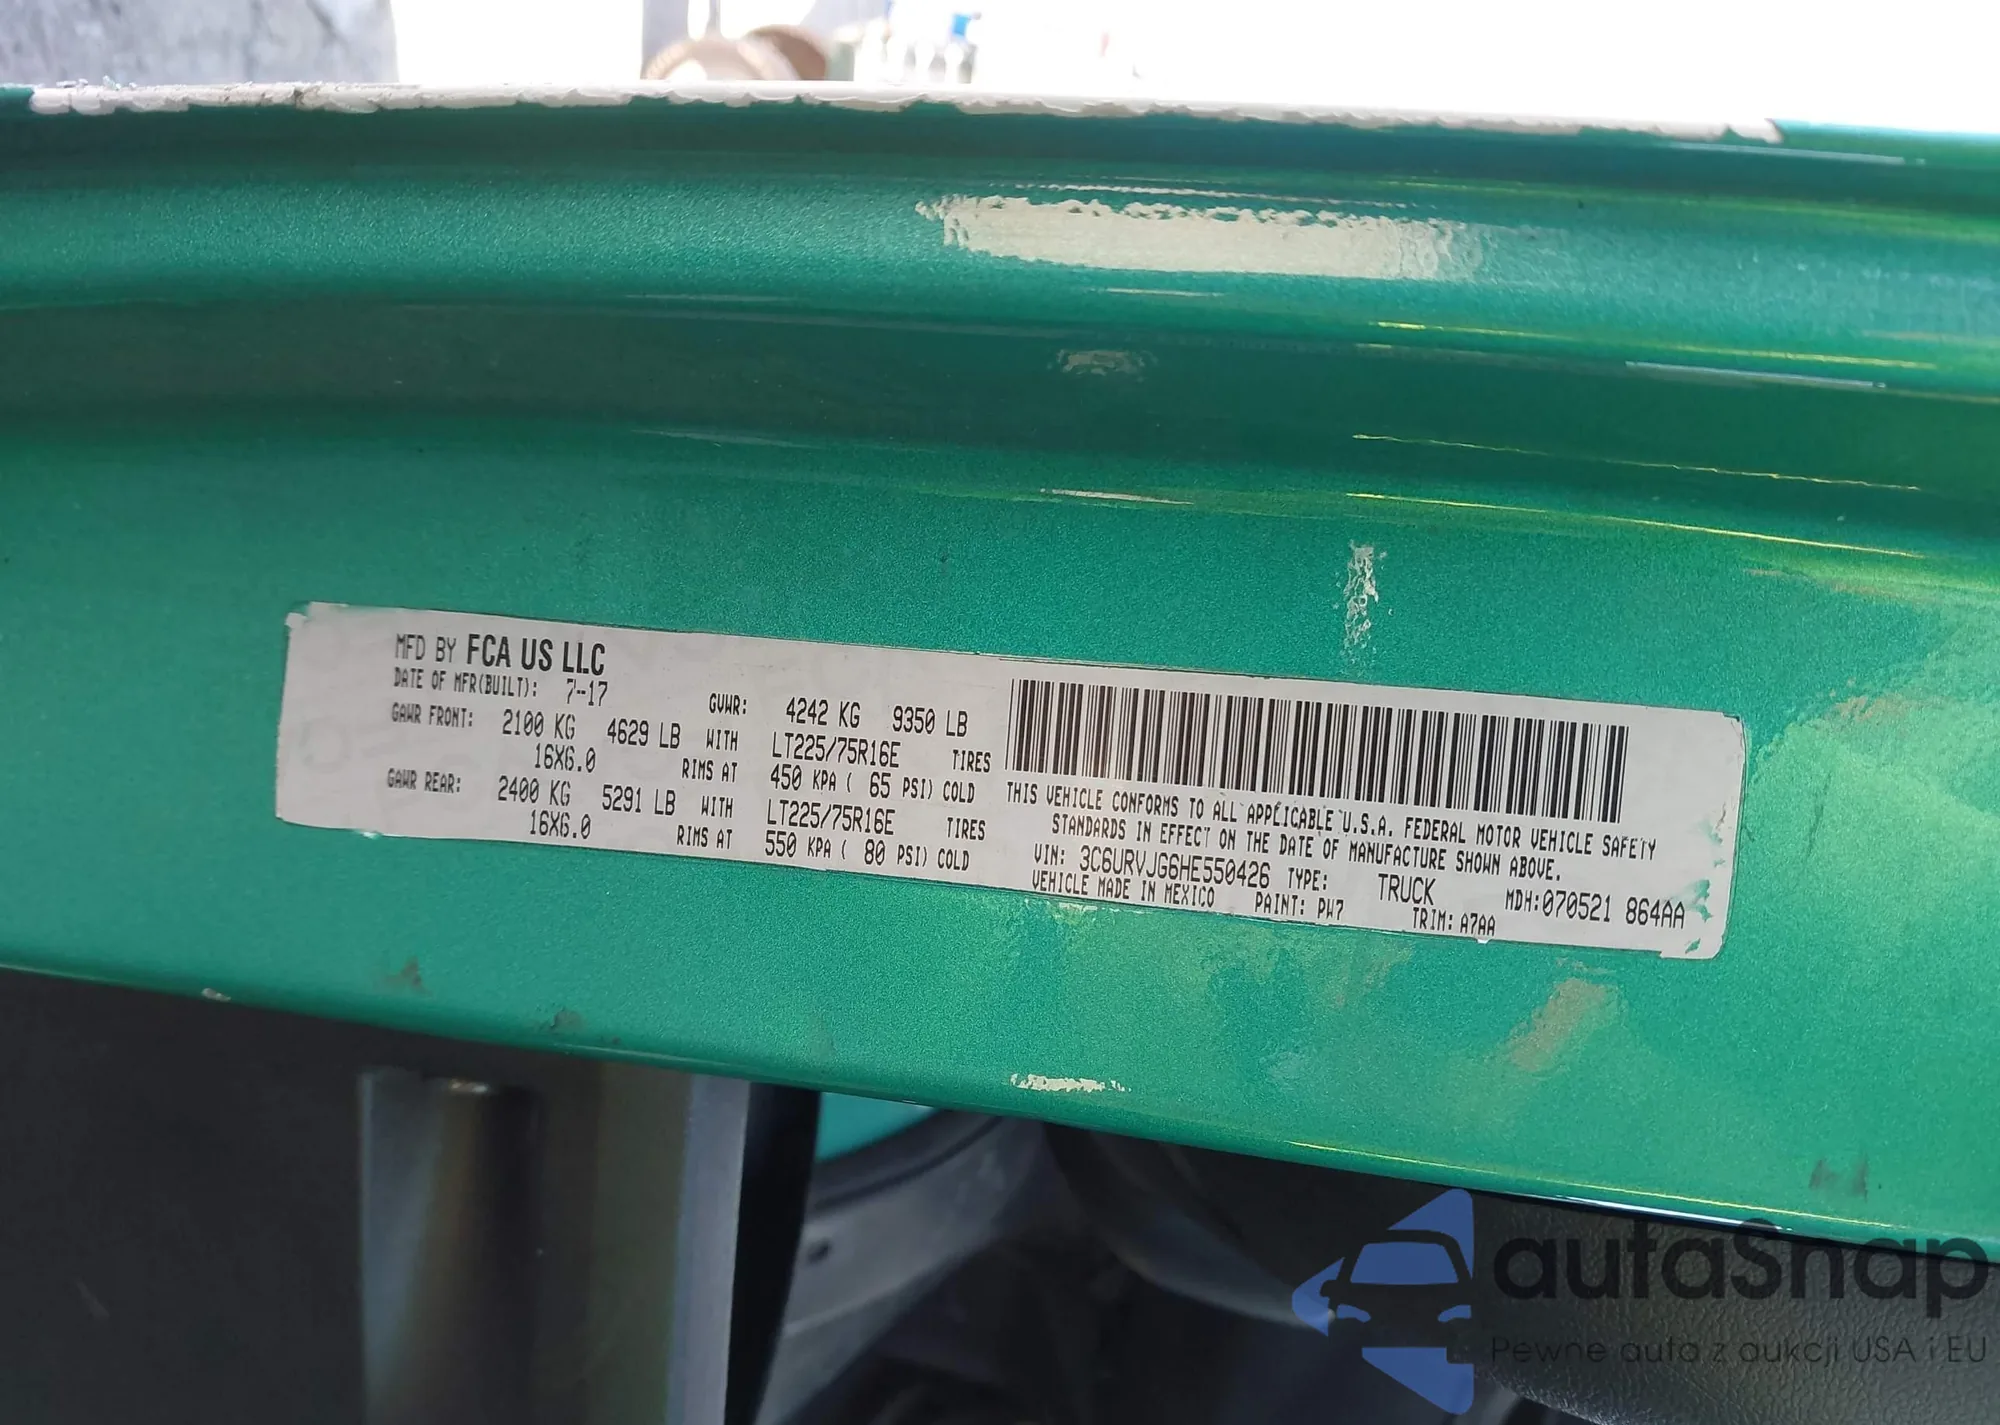 MFD BY FCA US LLC
DATE OF MFR(BUILT): 7-17
GVWR: 4242 KG 9350 LB
GAWR FRONT: 2100 KG 4629 LB WITH LT225/75R16E TIRES
16X6.0 RIMS AT 450 KPA ( 65 PSI) COLD
GAWR REAR: 2400 KG 5291 LB WITH LT225/75R16E TIRES
16X6.0 RIMS AT 550 KPA ( 80 PSI) COLD
THIS VEHICLE CONFORMS TO ALL APPLICABLE U.S.A. FEDERAL MOTOR VEHICLE SAFETY
STANDARDS IN EFFECT ON THE DATE OF MANUFACTURE SHOWN ABOVE.
VIN: 3C6URVJG6HE550426 TYPE: TRUCK MDH:070521 864AA
VEHICLE MADE IN MEXICO PAINT: PW7 TRIM: A7AA
autoSnap
Pewne auto z aukcji USA i EU